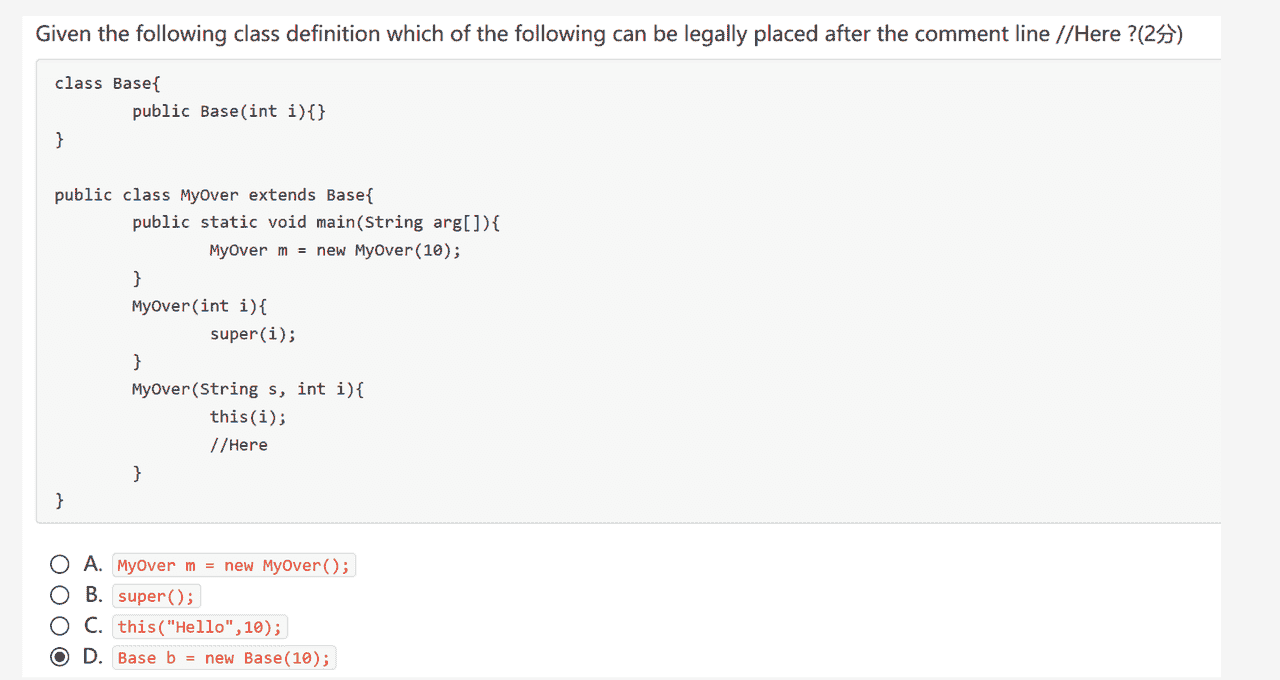 Given the following class definition which of the following can be legally placed after the comment line //Here ?(2分)
class Base{
public Base(int i){}
}
public class MyOver extends Base{
public static void main(String arg[]){
MyOver m = new MyOver(10);
}
MyOver(int i){
super(i);
}
MyOver(String s, int i){
this(i);
//Here
}
}
A. MyOver m = new MyOver();
B. super();
C. this("Hello",10);
D. Base b = new Base(10);